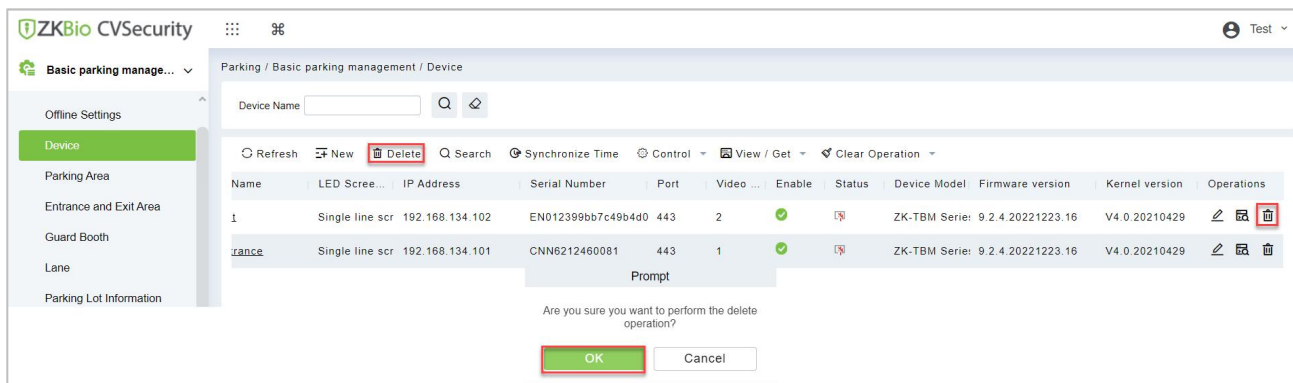 ZKBio CVSecurity
Test
Basic parking manage...
Parking / Basic parking management / Device
Offline Settings
Device
Parking Area
Entrance and Exit Area
Guard Booth
Lane
Parking Lot Information
Device Name
Refresh New Delete Search Synchronize Time Control View / Get Clear Operation
Name LED Scree... IP Address Serial Number Port Video ... Enable Status Device Model Firmware version Kernel version Operations
t Single line scr 192.168.134.102 EN012399bb7c49b4d0 443 2 ZK-TBM Series 9.2.4.20221223.16 V4.0.20210429
trance Single line scr 192.168.134.101 CNN6212460081 443 1 ZK-TBM Series 9.2.4.20221223.16 V4.0.20210429
Prompt
Are you sure you want to perform the delete
operation?
OK Cancel